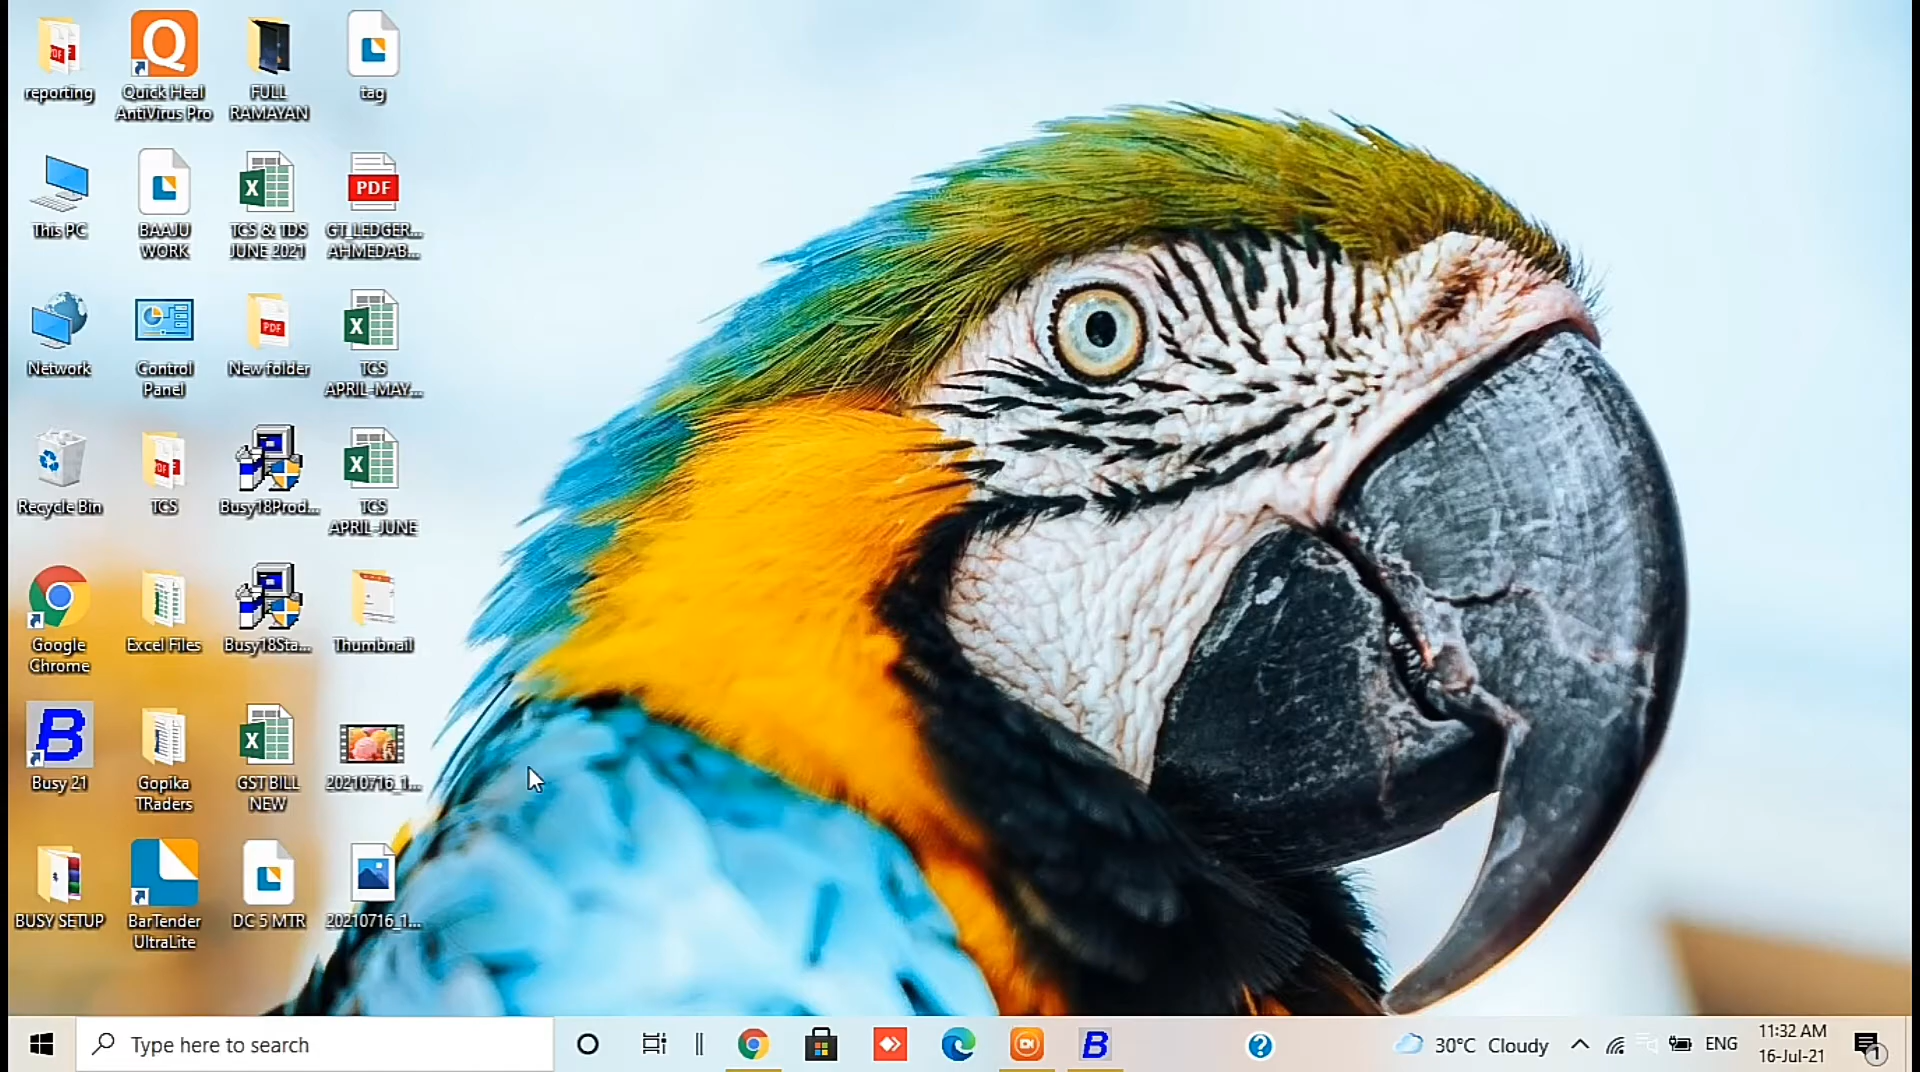 reporting
Quick Heal
AntiVirus Pro
FULL
RAMAYAN
tag
This PC
BAAJU
WORK
TCS & TDS
JUNE 2021
PDF
GT_LEDGER...
AHMEDAB...
Network
Control
Panel
PDF
New folder
TCS
APRIL-MAY...
Recycle Bin
TCS
Busy18Prod...
TCS
APRIL-JUNE
Google
Chrome
Excel Files
Busy18Sta...
Thumbnail
B
Busy 21
Gopika
TRaders
GST BILL
NEW
20210716_1...
BUSY SETUP
BarTender
UltraLite
DC 5 MTR
20210716_1...
Type here to search
B
30°C Cloudy
ENG
11:32 AM
16-Jul-21
1